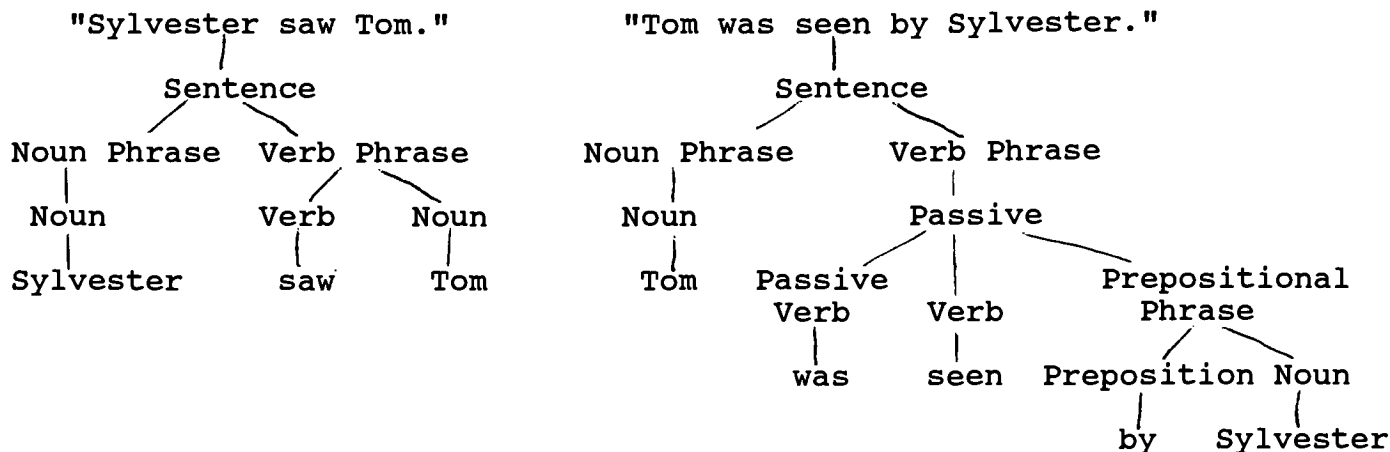 "Sylvester saw Tom." "Tom was seen by Sylvester."
Sentence Sentence
Noun Phrase Verb Phrase Noun Phrase Verb Phrase
Noun Verb Noun Noun Passive
Sylvester saw Tom Tom Passive Prepositional
Verb Verb Phrase
was seen Preposition Noun
by Sylvester